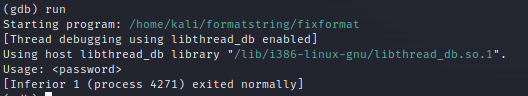 (gdb) run
Starting program: /home/kali/formatstring/fixformat
[Thread debugging using libthread_db enabled]
Using host libthread_db library "/lib/i386-linux-gnu/libthread_db.so.1".
Usage: <password>
[Inferior 1 (process 4271) exited normally]